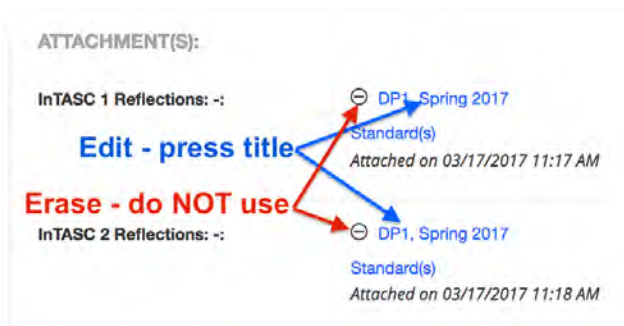 ATTACHMENT(S):
InTASC 1 Reflections: -: DP1, Spring 2017
Standard(s)
Edit - press title
Attached on 03/17/2017 11:17 AM
Erase - do NOT use
InTASC 2 Reflections: -: DP1, Spring 2017
Standard(s)
Attached on 03/17/2017 11:18 AM